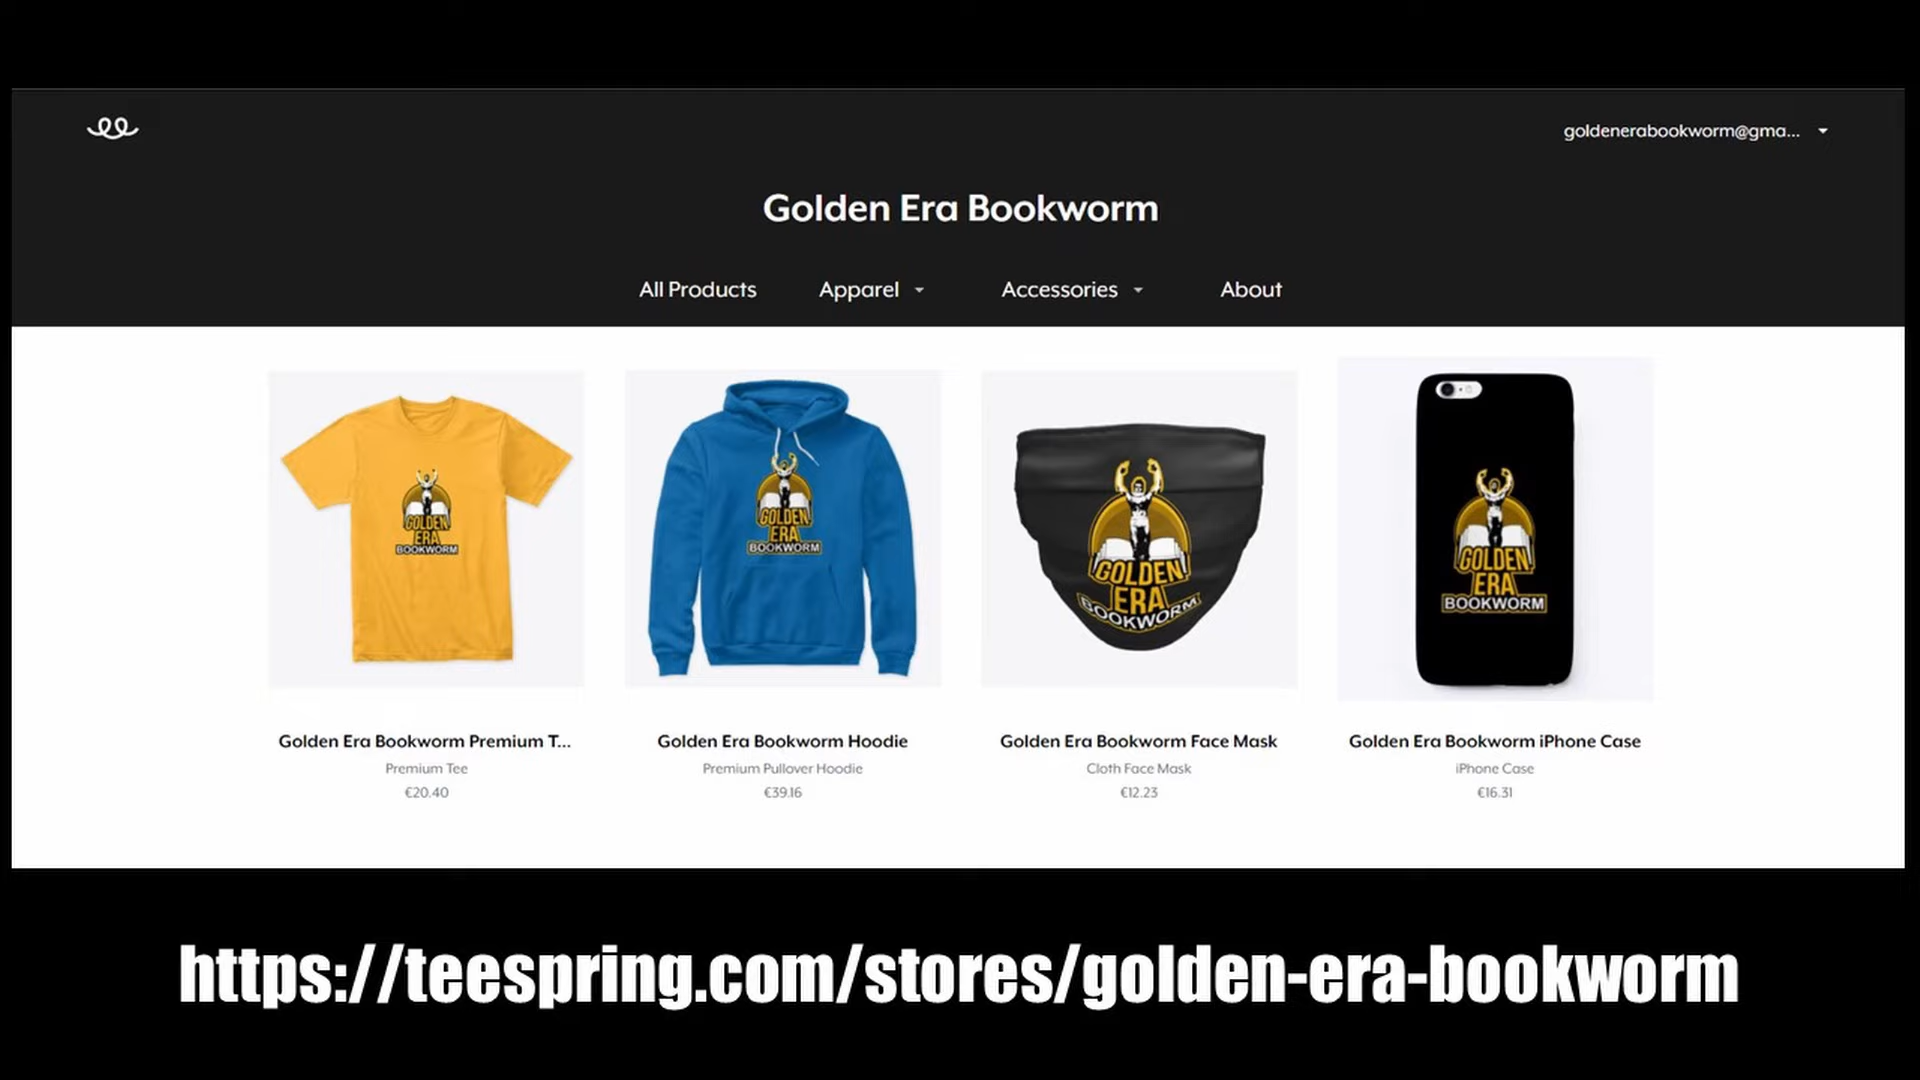 goldenerabookworm@gma...
Golden Era Bookworm
All Products Apparel Accessories About
GOLDEN
ERA
BOOKWORM
GOLDEN
ERA
BOOKWORM
GOLDEN
ERA
BOOKWORM
GOLDEN
ERA
BOOKWORM
Golden Era Bookworm Premium T...
Premium Tee
€20.40
Golden Era Bookworm Hoodie
Premium Pullover Hoodie
€39.16
Golden Era Bookworm Face Mask
Cloth Face Mask
€12.23
Golden Era Bookworm iPhone Case
iPhone Case
€16.31
https://teespring.com/stores/golden-era-bookworm